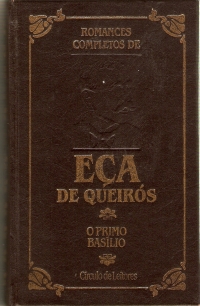 ROMANCES
COMPLETOS DE
EÇA
DE QUEIRÓS
O PRIMO
BASÍLIO
Círculo de Leitores